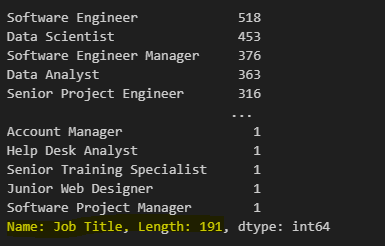 Software Engineer 518
Data Scientist 453
Software Engineer Manager 376
Data Analyst 363
Senior Project Engineer 316
...
Account Manager 1
Help Desk Analyst 1
Senior Training Specialist 1
Junior Web Designer 1
Software Project Manager 1
Name: Job Title, Length: 191, dtype: int64